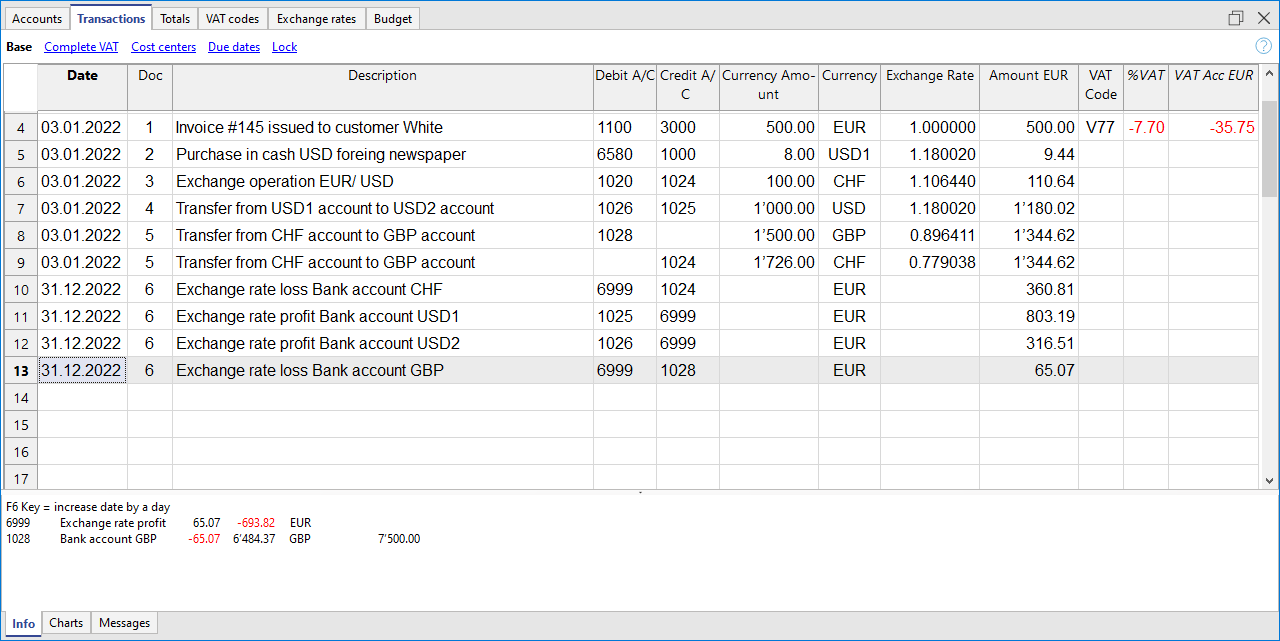 Accounts Transactions Totals VAT codes Exchange rates Budget
Base Complete VAT Cost centers Due dates Lock ?
Date Doc Description Debit A/C Credit A/ Currency Amo- Currency Exchange Rate Amount EUR VAT %VAT VAT Acc EUR
C unt Code
4 03.01.2022 1 Invoice #145 issued to customer White 1100 3000 500.00 EUR 1.000000 500.00 V77 -7.70 -35.75
5 03.01.2022 2 Purchase in cash USD foreing newspaper 6580 1000 8.00 USD1 1.180020 9.44
6 03.01.2022 3 Exchange operation EUR/ USD 1020 1024 100.00 CHF 1.106440 110.64
7 03.01.2022 4 Transfer from USD1 account to USD2 account 1026 1025 1’000.00 USD 1.180020 1’180.02
8 03.01.2022 5 Transfer from CHF account to GBP account 1028 1’500.00 GBP 0.896411 1’344.62
9 03.01.2022 5 Transfer from CHF account to GBP account 1024 1’726.00 CHF 0.779038 1’344.62
10 31.12.2022 6 Exchange rate loss Bank account CHF 6999 1024 EUR 360.81
11 31.12.2022 6 Exchange rate profit Bank account USD1 1025 6999 EUR 803.19
12 31.12.2022 6 Exchange rate profit Bank account USD2 1026 6999 EUR 316.51
13 31.12.2022 6 Exchange rate loss Bank account GBP 6999 1028 EUR 65.07
14
15
16
17
F6 Key = increase date by a day
6999 Exchange rate profit 65.07 -693.82 EUR
1028 Bank account GBP -65.07 6’484.37 GBP 7’500.00
Info Charts Messages